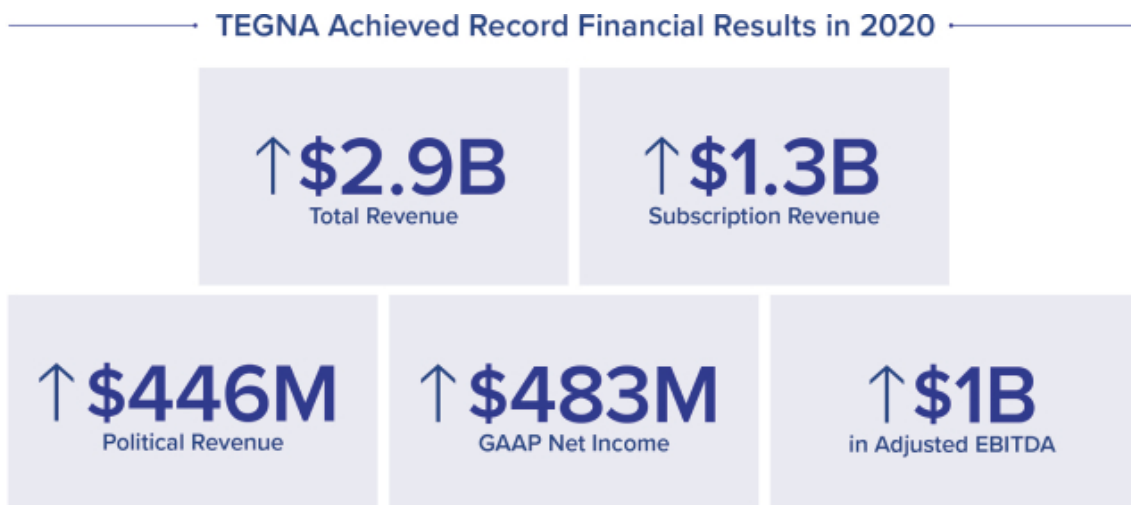 TEGNA Achieved Record Financial Results in 2020
↑$2.9B
Total Revenue
↑$1.3B
Subscription Revenue
↑$446M
Political Revenue
↑$483M
GAAP Net Income
↑$1B
in Adjusted EBITDA